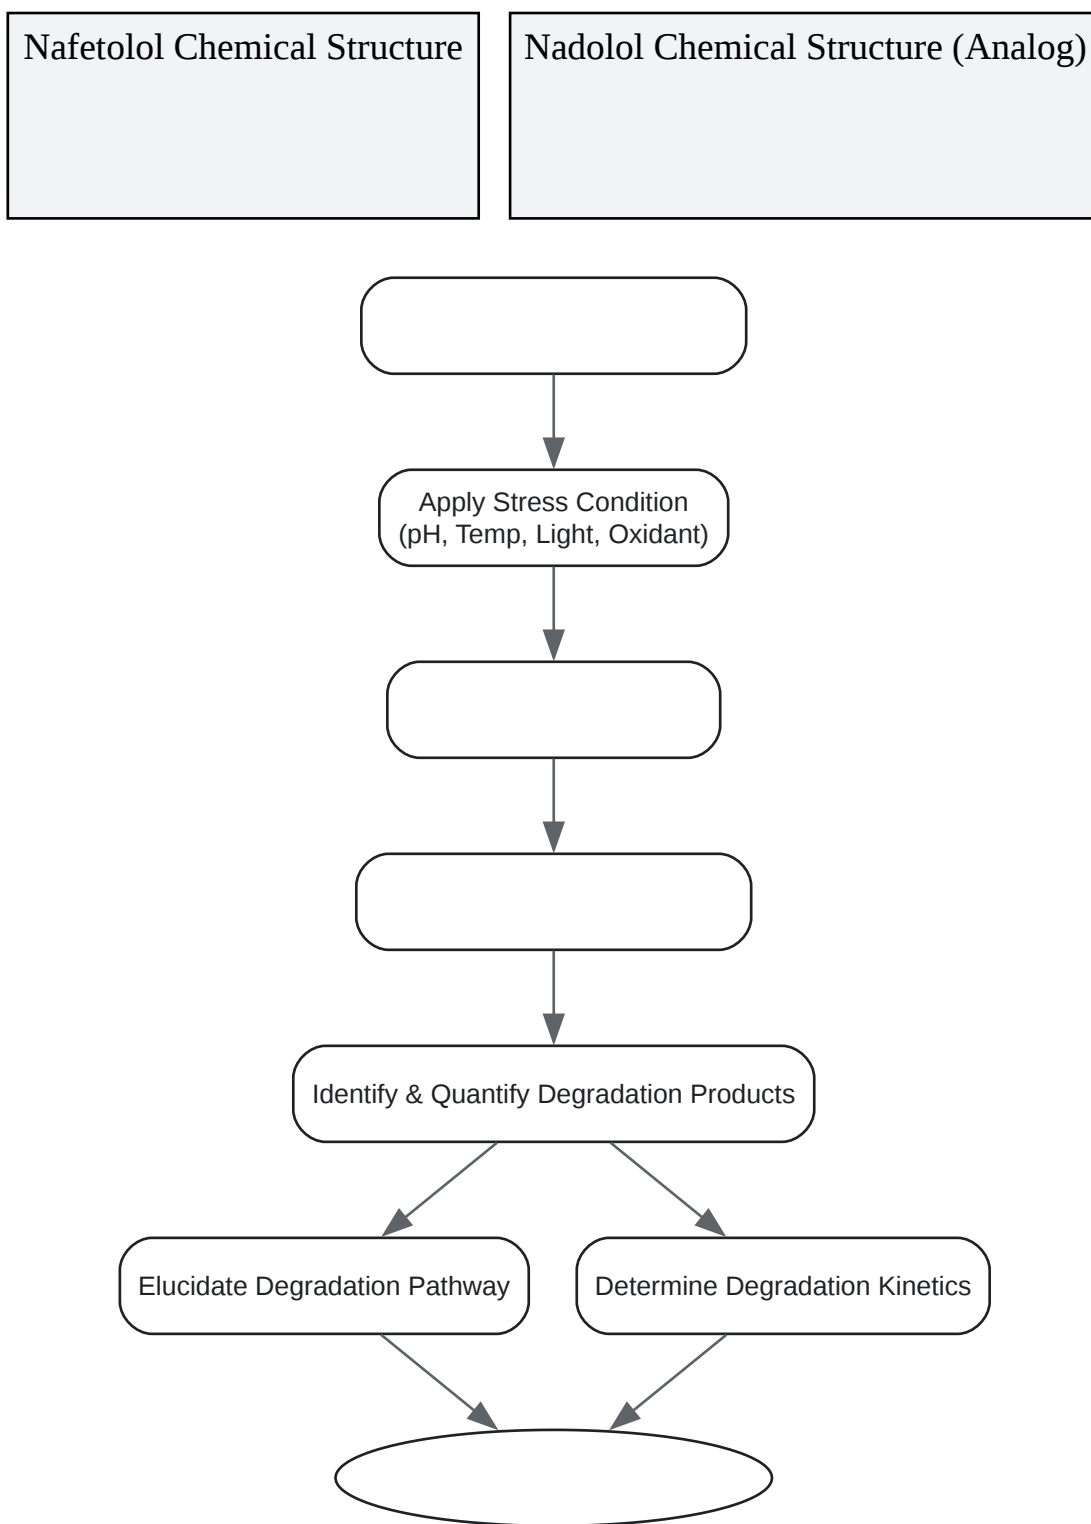 Nafetolol Chemical Structure
Nadolol Chemical Structure (Analog)
Apply Stress Condition
(pH, Temp, Light, Oxidant)
Identify & Quantify Degradation Products
Elucidate Degradation Pathway
Determine Degradation Kinetics